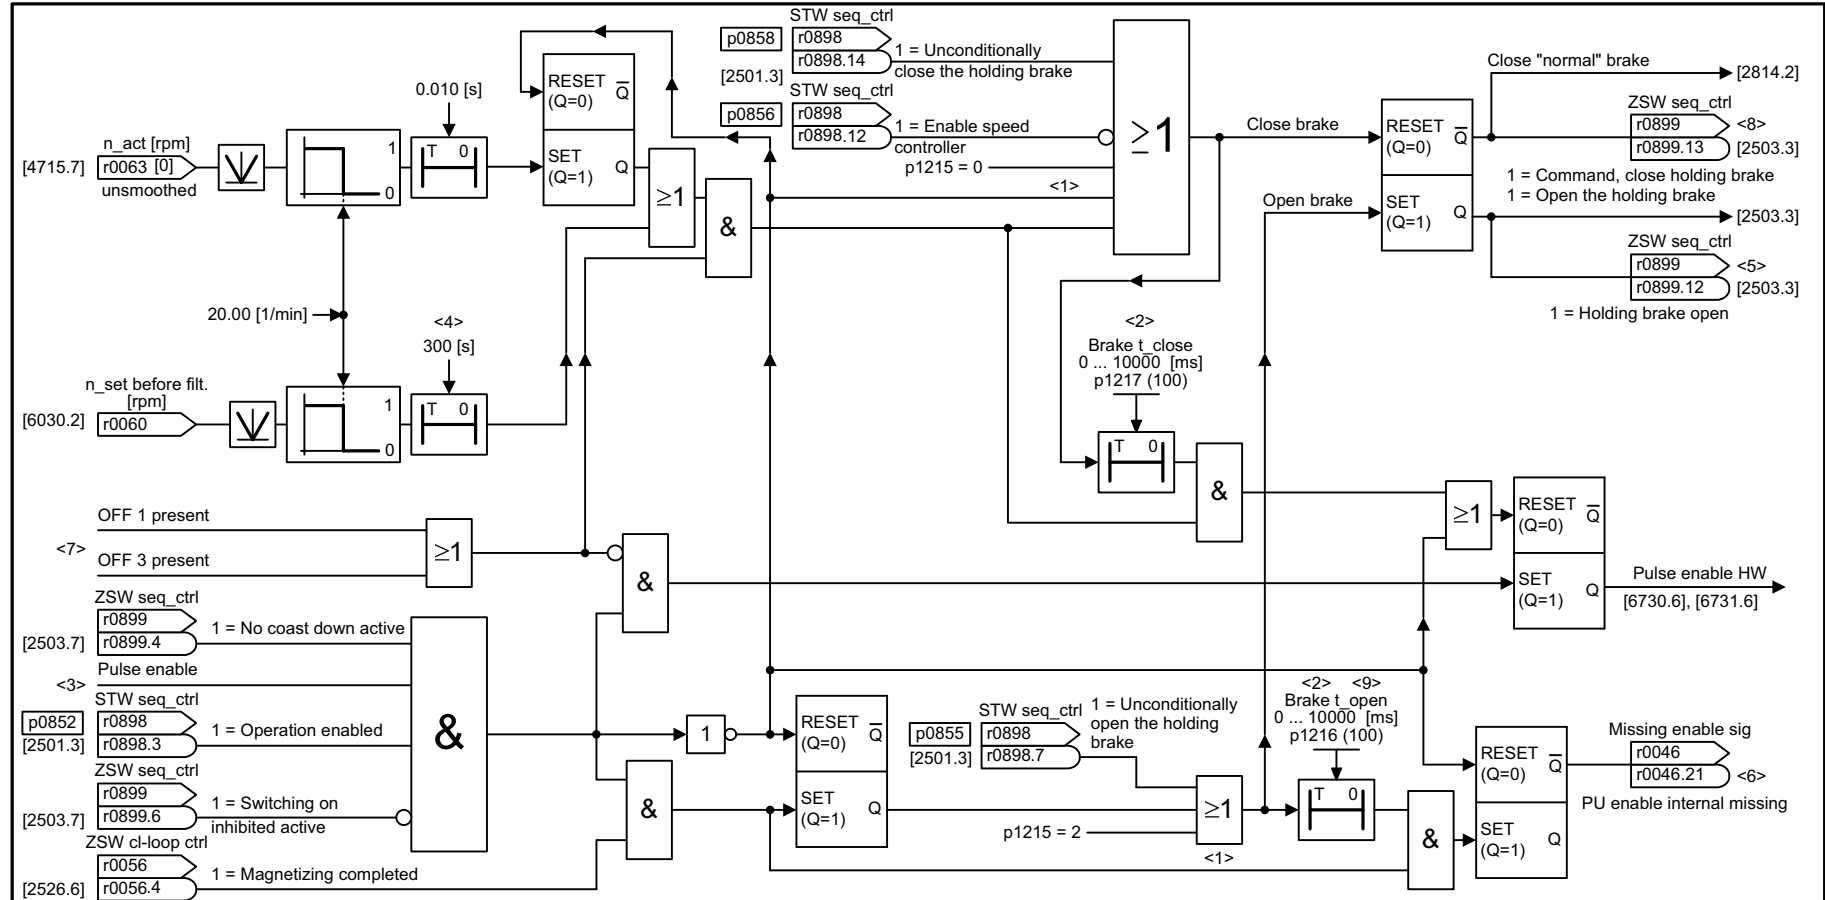 STW seq_ctrl
p0858
r0898
r0898.14
1 = Unconditionally
close the holding brake
[2501.3]
STW seq_ctrl
p0856
r0898
r0898.12
1 = Enable speed
controller
p1215 = 0
<1>
≥1
Close brake
Open brake
RESET
(Q=0)
Q
SET
(Q=1)
Q
Close "normal" brake
[2814.2]
ZSW seq_ctrl
r0899
<8>
r0899.13
[2503.3]
1 = Command, close holding brake
1 = Open the holding brake
[2503.3]
ZSW seq_ctrl
r0899
<5>
r0899.12
[2503.3]
1 = Holding brake open
0.010 [s]
n_act [rpm]
[4715.7]
r0063 [0]
unsmoothed
1
0
T 0
RESET
(Q=0)
Q
SET
(Q=1)
Q
≥1
&
20.00 [1/min]
<4>
300 [s]
n_set before filt.
[rpm]
[6030.2]
r0060
1
0
T 0
<2>
Brake t_close
0 ... 10000 [ms]
p1217 (100)
T 0
&
≥1
RESET
(Q=0)
Q
SET
(Q=1)
Q
Pulse enable HW
[6730.6], [6731.6]
OFF 1 present
<7>
OFF 3 present
≥1
&
ZSW seq_ctrl
r0899
r0899.4
[2503.7]
1 = No coast down active
Pulse enable
<3>
STW seq_ctrl
p0852
r0898
r0898.3
[2501.3]
1 = Operation enabled
ZSW seq_ctrl
r0899
r0899.6
[2503.7]
1 = Switching on
inhibited active
ZSW cl-loop ctrl
r0056
r0056.4
[2526.6]
1 = Magnetizing completed
&
1
&
RESET
(Q=0)
Q
SET
(Q=1)
Q
STW seq_ctrl
p0855
r0898
r0898.7
[2501.3]
1 = Unconditionally
open the holding
brake
p1215 = 2
≥1
<1>
<2> <9>
Brake t_open
0 ... 10000 [ms]
p1216 (100)
T 0
&
RESET
(Q=0)
Q
SET
(Q=1)
Q
Missing enable sig
r0046
r0046.21
<6>
PU enable internal missing